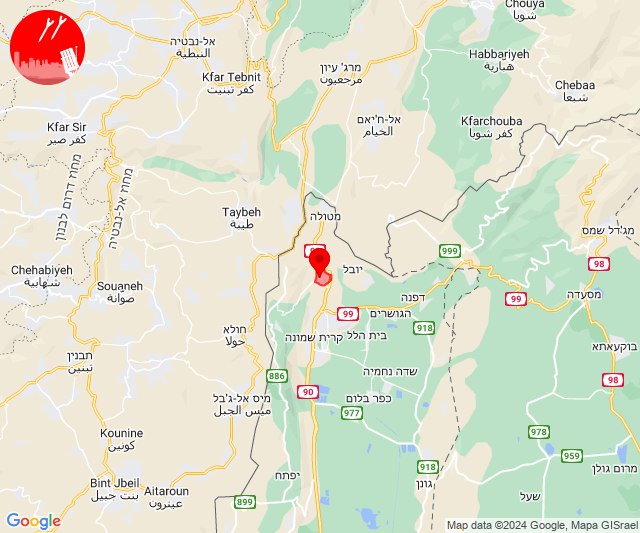 Chouya
שובא
אל-נבטיה
النبطية
Habbariyeh
هبارية
מרג' עיון
مرجعيون
Kfar Tebnit
كفر تبنيت
Chebaa
شبعا
Kfarchouba
كفر شوبا
אל-ח'יאם
الخيام
Kfar Sir
كفر صير
מחוז דרום לבנון
מחוז אל-נבטיה
Taybeh
طيبة
מטולה
מג'דל שמס
999
98
Chehabiyeh
شهابية
Souaneh
صوانة
יובל
99
מסעדה
דפנה
הגושרים
99
918
חולא
حولا
קרית שמונה
בית הלל
בוקעאתא
תבנין
تبنين
886
שדה נחמיה
98
90
מיס אל-ג'בל
ميس الجبل
כפר בלום
977
Kounine
كونين
978
959
918
מרום גולן
Bint Jbeil
بنت جبيل
Aitaroun
عيترون
יפתח
גונן
שעל
899
Google
Map data ©2024 Google, Mapa GISrael